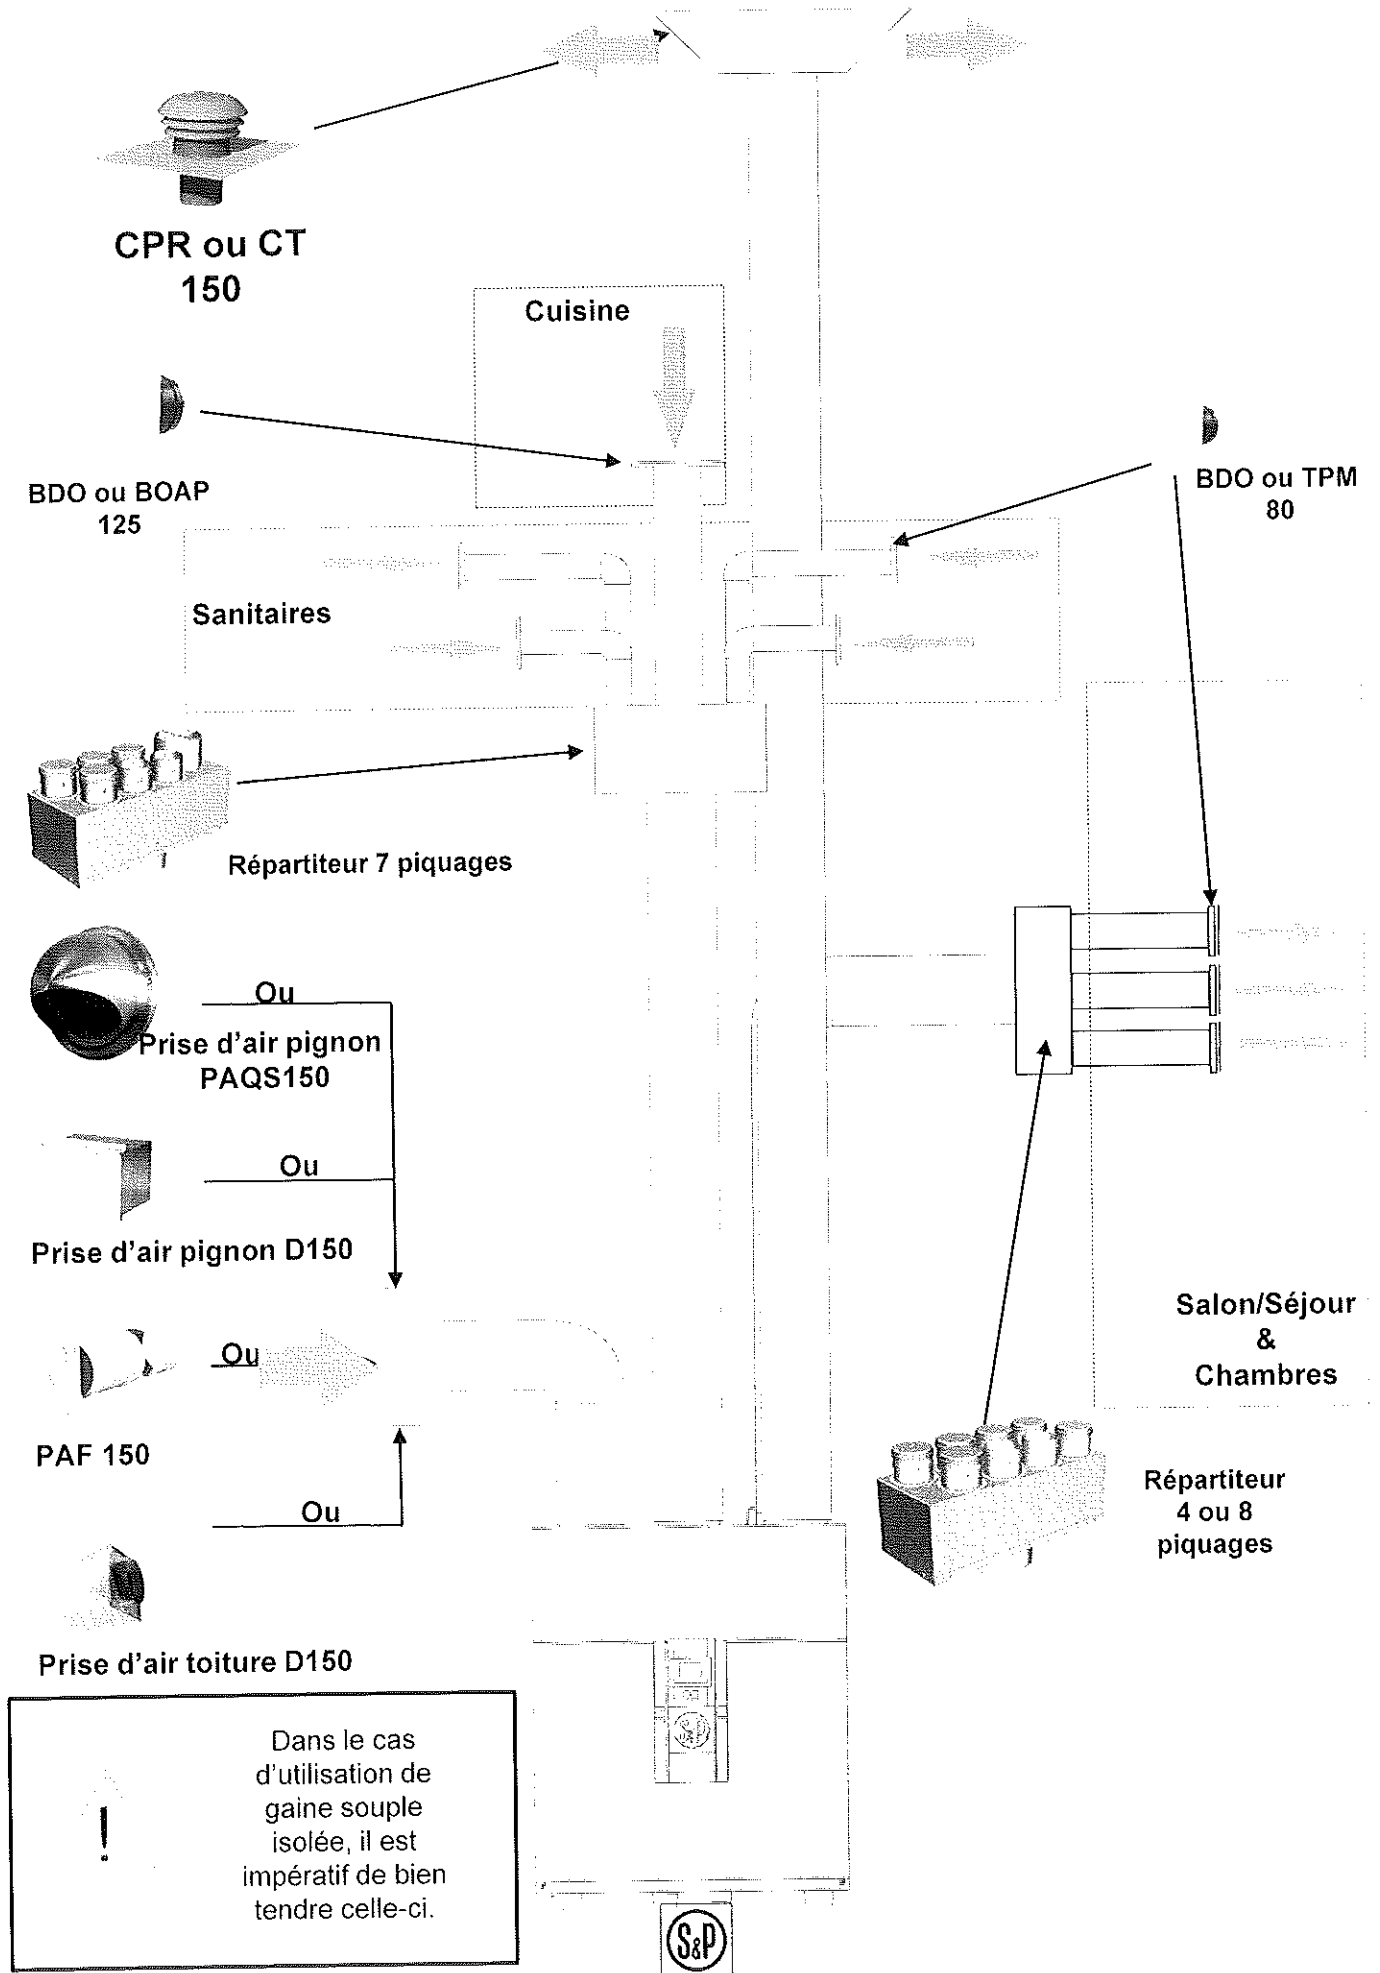 CPR ou CT
150
Cuisine
BDO ou BOAP
125
BDO ou TPM
80
Sanitaires
Répartiteur 7 piquages
Ou
Prise d'air pignon
PAQS150
Ou
Prise d'air pignon D150
Salon/Séjour
&
Chambres
Ou
PAF 150
Répartiteur
4 ou 8
piquages
Ou
Prise d'air toiture D150
S&P
!
Dans le cas
d'utilisation de
gaine souple
isolée, il est
impératif de bien
tendre celle-ci.
S&P